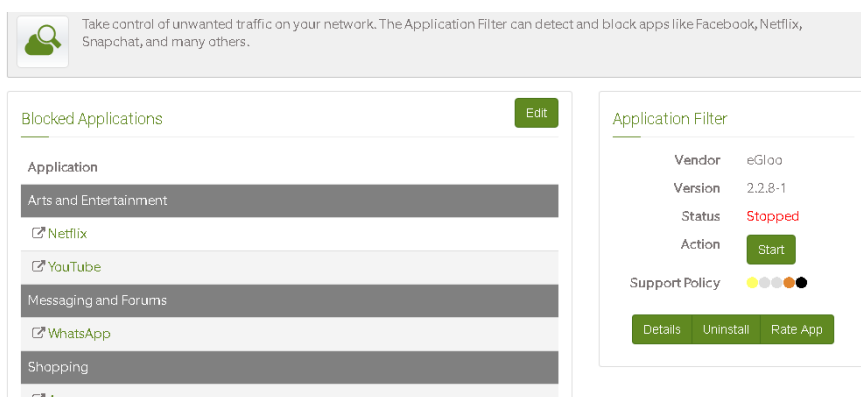 Take control of unwanted traffic on your network. The Application Filter can detect and block apps like Facebook, Netflix,
Snapchat, and many others.
Blocked Applications
Edit
Application
Arts and Entertainment
Netflix
YouTube
Messaging and Forums
WhatsApp
Shopping
Application Filter
Vendor eGloo
Version 2.2.8-1
Status Stopped
Action Start
Support Policy
Details Uninstall Rate App